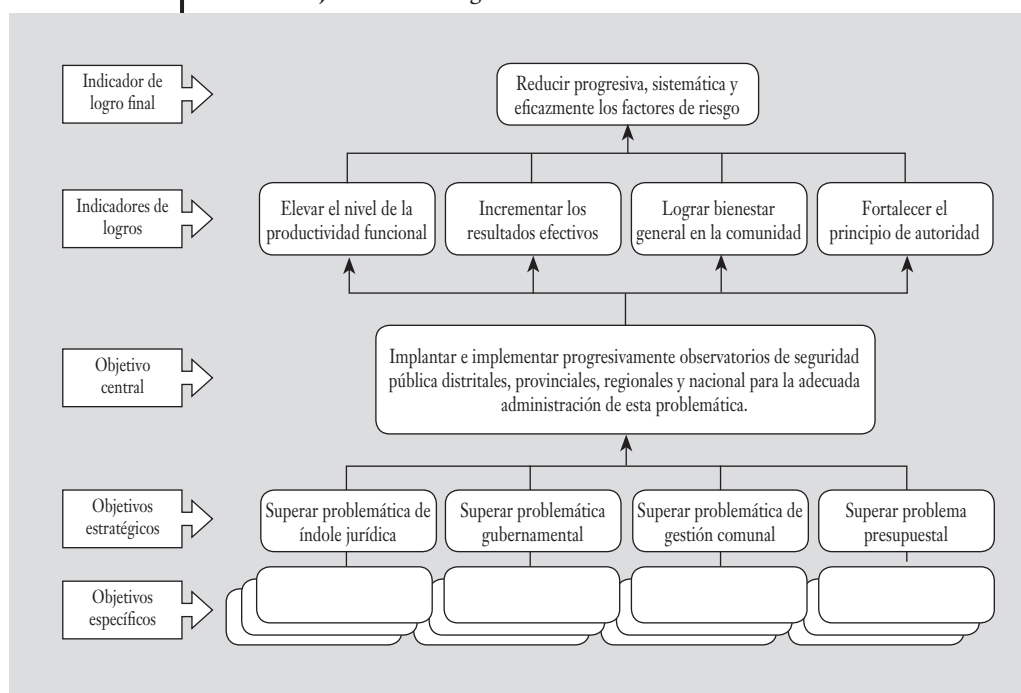 Indicador de
logro final
Reducir progresiva, sistemática y
eficazmente los factores de riesgo
Indicadores de
logros
Elevar el nivel de la
productividad funcional
Incrementar los
resultados efectivos
Lograr bienestar
general en la comunidad
Fortalecer el
principio de autoridad
Objetivo
central
Implantar e implementar progresivamente observatorios de seguridad
pública distritales, provinciales, regionales y nacional para la adecuada
administración de esta problemática.
Objetivos
estratégicos
Superar problemática de
índole jurídica
Superar problemática
gubernamental
Superar problemática de
gestión comunal
Superar problema
presupuestal
Objetivos
específicos